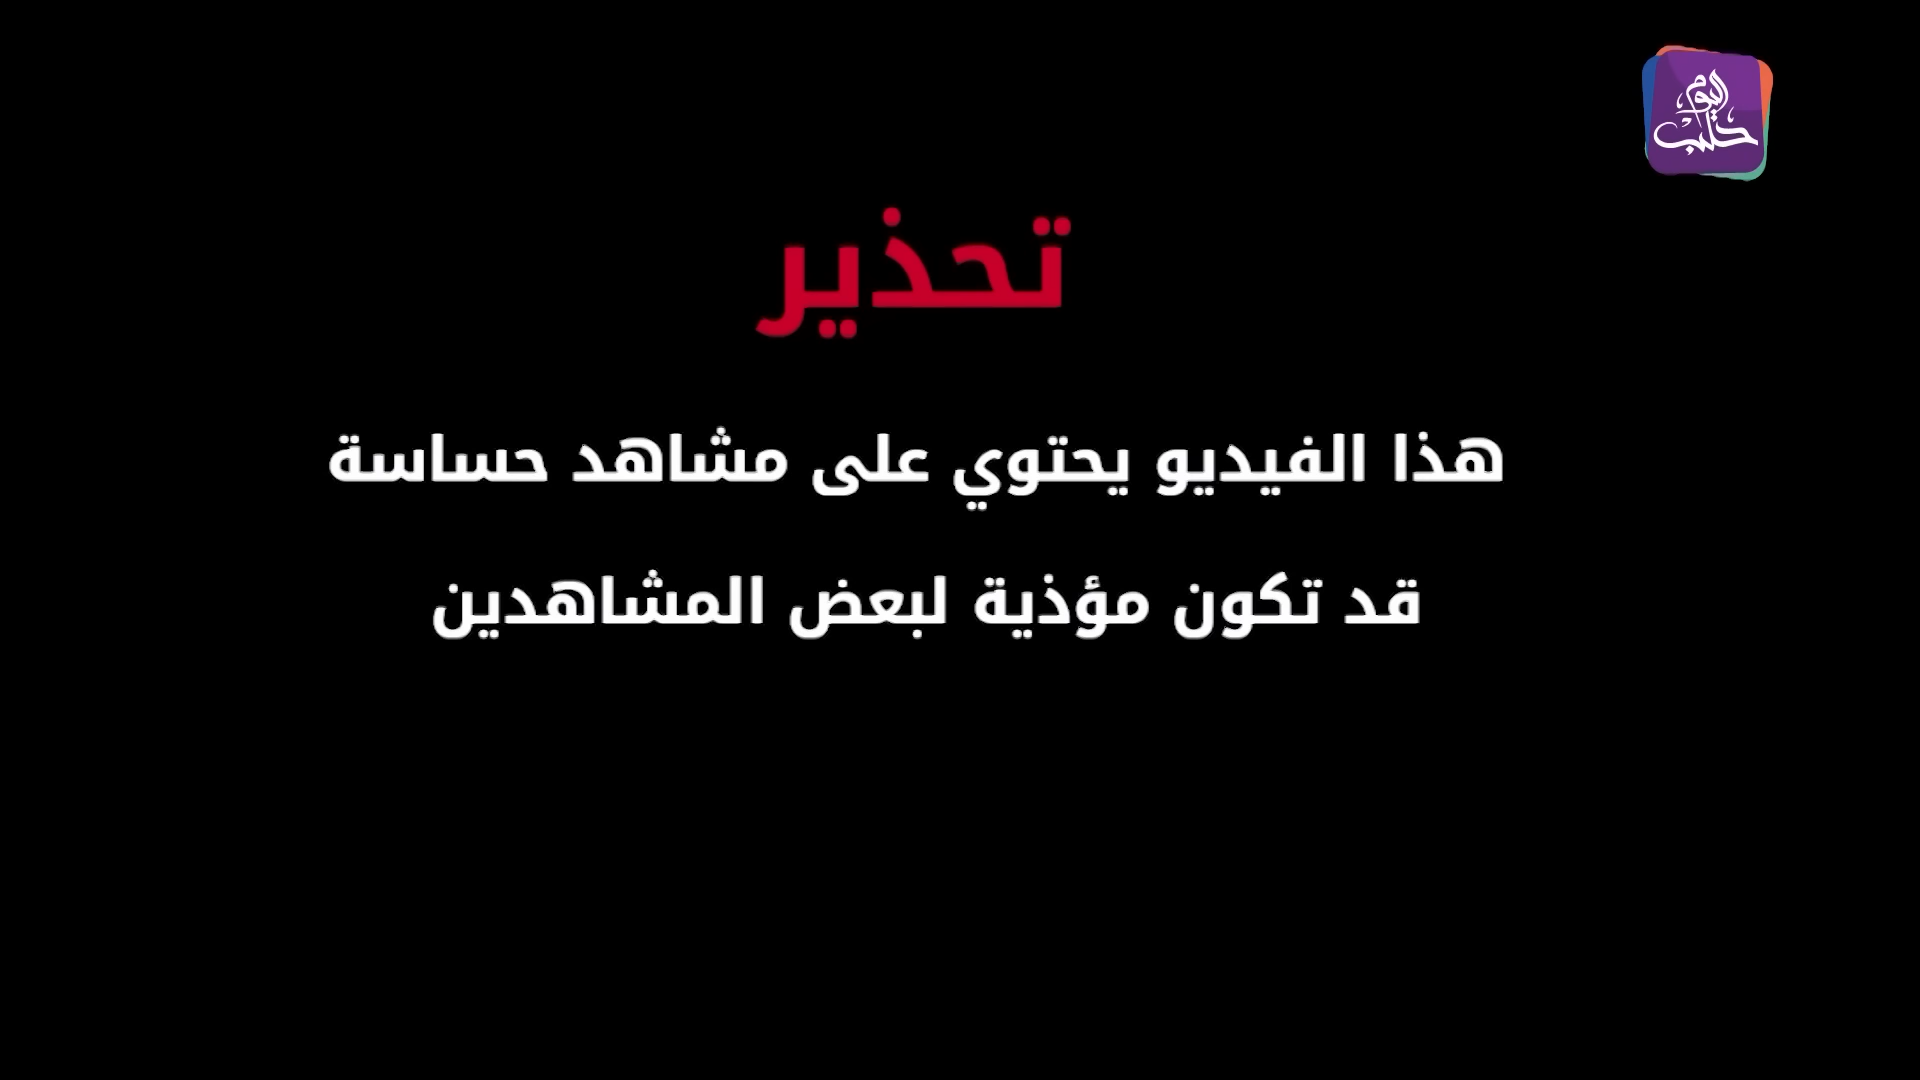 حلب اليوم
تحذير
هذا الفيديو يحتوي على مشاهد حساسة
قد تكون مؤذية لبعض المشاهدين